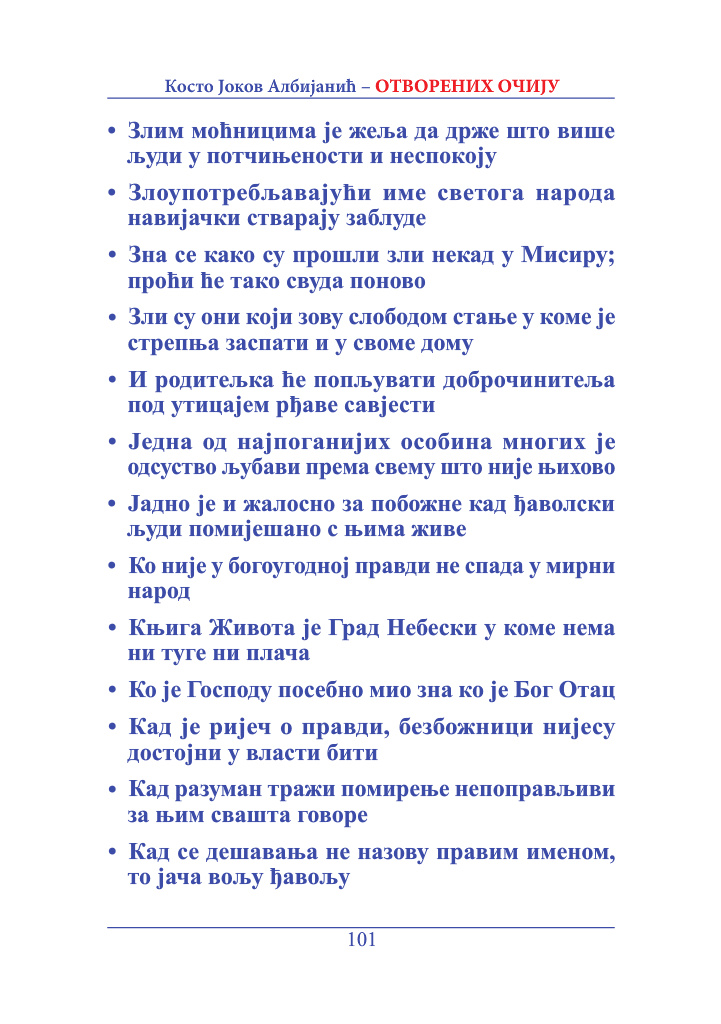 Косто Јоков Албијанић – ОТВОРЕНИХ ОЧИЈУ
• Злим моћницима је жеља да држе што више
људи у потчињености и неспокоју
• Злоупотребљавајући име светога народа
навијачки стварају заблуде
• Зна се како су прошли зли некад у Мисиру;
проћи ће тако свуда поново
• Зли су они који зову слободом стање у коме је
стрепња заспати и у своме дому
• И родитељка ће попљувати доброчинитеља
под утицајем рђаве савјести
• Једна од најпоганијих особина многих је
одсуство љубави према свему што није њихово
• Јадно је и жалосно за побожне кад ђаволски
људи помијешано с њима живе
• Ко није у богоугодној правди не спада у мирни
народ
• Књига Живота је Град Небески у коме нема
ни туге ни плача
• Ко је Господу посебно мио зна ко је Бог Отац
• Кад је ријеч о правди, безбожници нијесу
достојни у власти бити
• Кад разуман тражи помирење непоправљиви
за њим свашта говоре
• Кад се дешавања не назову правим именом,
то јача вољу ђавољу
101